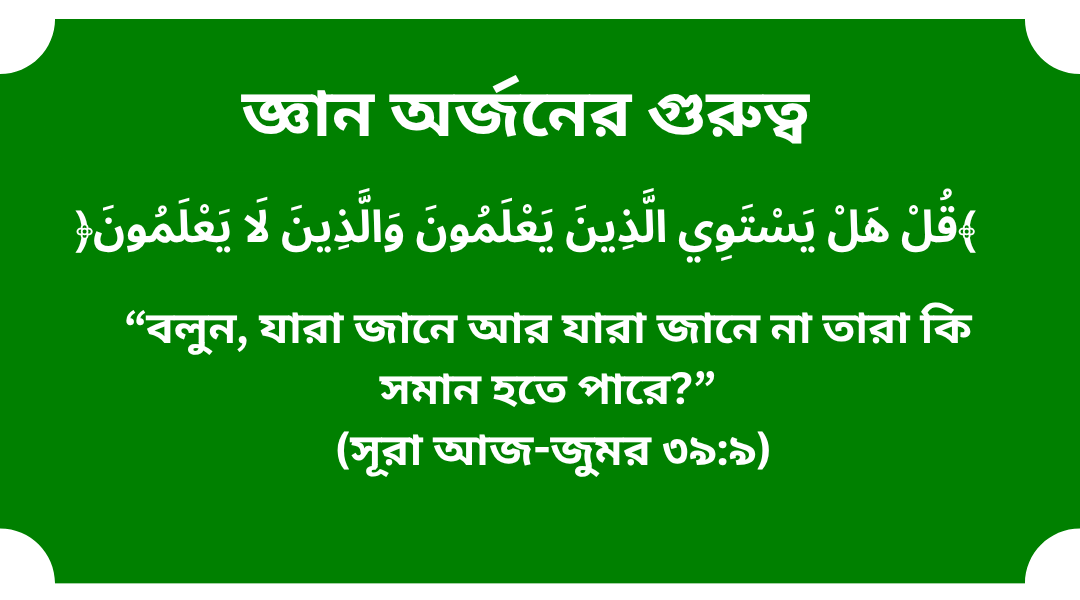 জ্ঞান অর্জনের গুরুত্ব
﴿قُلْ هَلْ يَسْتَوِي الَّذِينَ يَعْلَمُونَ وَالَّذِينَ لَا يَعْلَمُونَ﴾
“বলুন, যারা জানে আর যারা জানে না তারা কি
সমান হতে পারে?”
(সূরা আজ-জুমর ৩৯:৯)